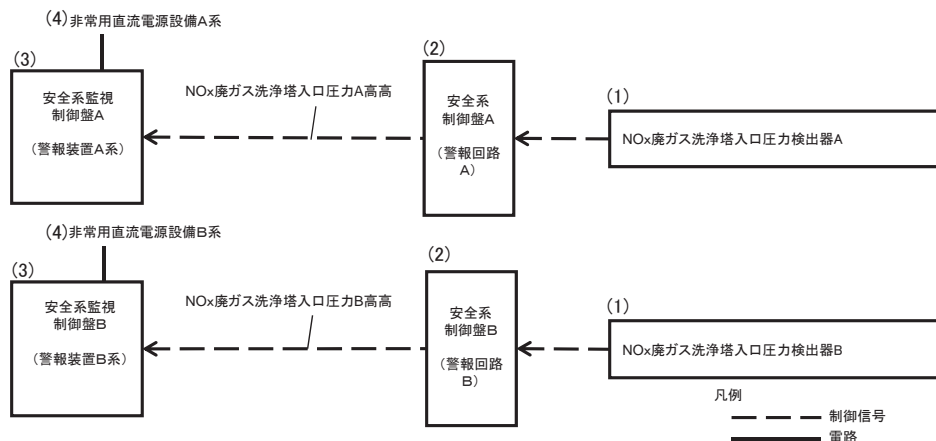 (4)非常用直流電源設備A系
(3)
安全系監視
制御盤A
(警報装置A系)
NOx廃ガス洗浄塔入口圧力A高高
(2)
安全系
制御盤A
(警報回路
A)
(1)
NOx廃ガス洗浄塔入口圧力検出器A
(4)非常用直流電源設備B系
(3)
安全系監視
制御盤B
(警報装置B系)
NOx廃ガス洗浄塔入口圧力B高高
(2)
安全系
制御盤B
(警報回路
B)
(1)
NOx廃ガス洗浄塔入口圧力検出器B
凡例
制御信号
電路